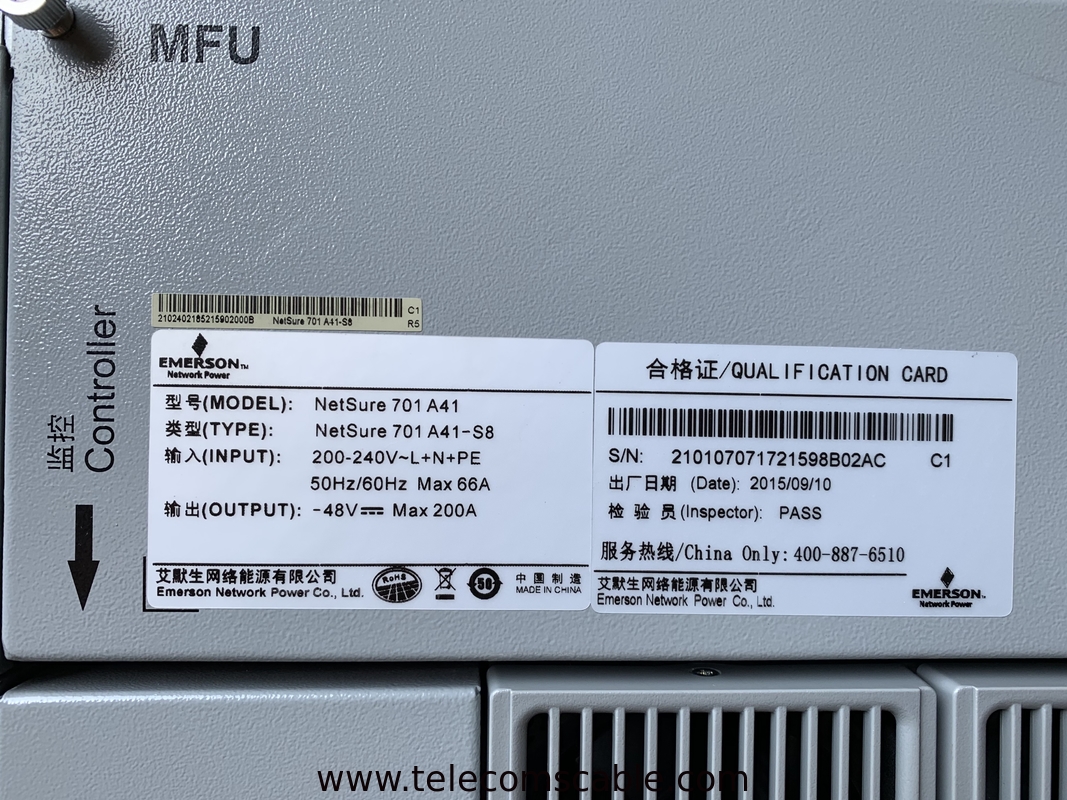 MFU
监控
Controller
2102402185215902000B NetSure 701 A41-S8 C1
R5
EMERSON™
Network Power
型号(MODEL): NetSure 701 A41
类型(TYPE): NetSure 701 A41-S8
输入(INPUT): 200-240V~L+N+PE
50Hz/60Hz Max 66A
输出(OUTPUT): -48V⎓ Max 200A
艾默生网络能源有限公司
Emerson Network Power Co., Ltd.
RoHS
50
中国制造
MADE IN CHINA
合格证/QUALIFICATION CARD
S/N: 210107071721598B02AC C1
出厂日期 (Date): 2015/09/10
检 验 员(Inspector): PASS
服务热线/China Only: 400-887-6510
艾默生网络能源有限公司
Emerson Network Power Co., Ltd.
EMERSON™
Network Power
www.telecomscable.com